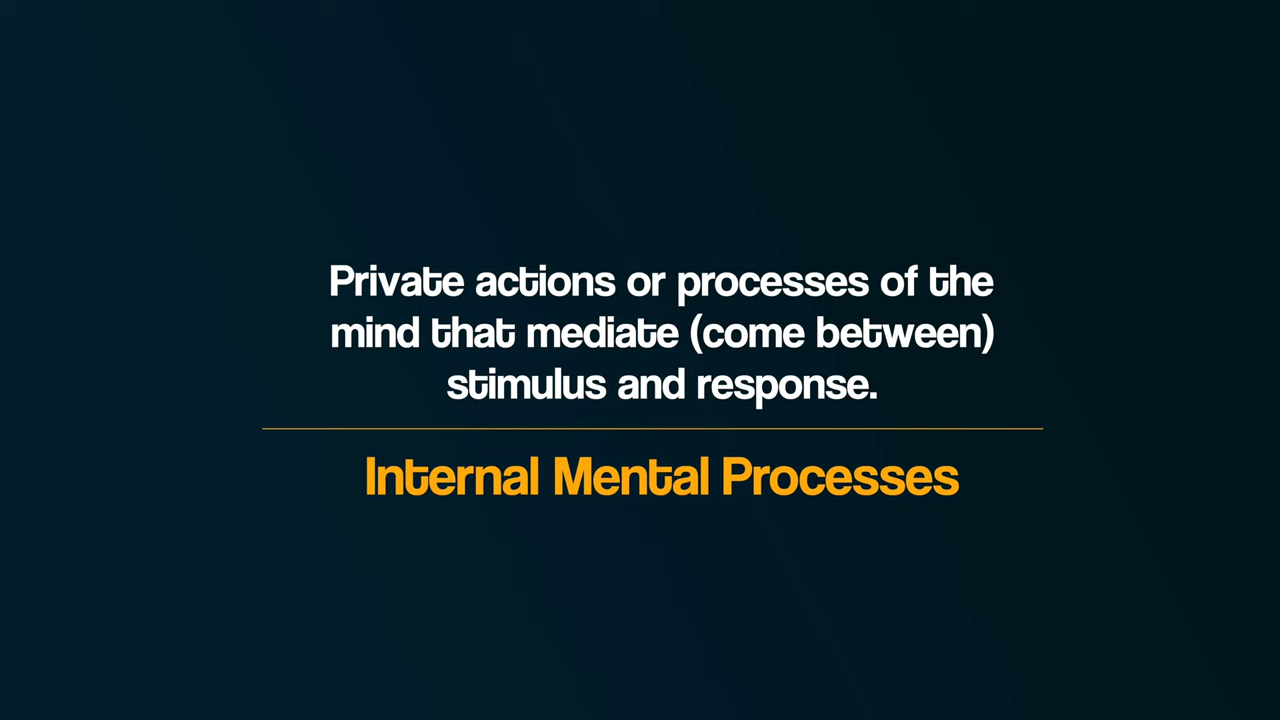 Private actions or processes of the
mind that mediate (come between)
stimulus and response.
Internal Mental Processes